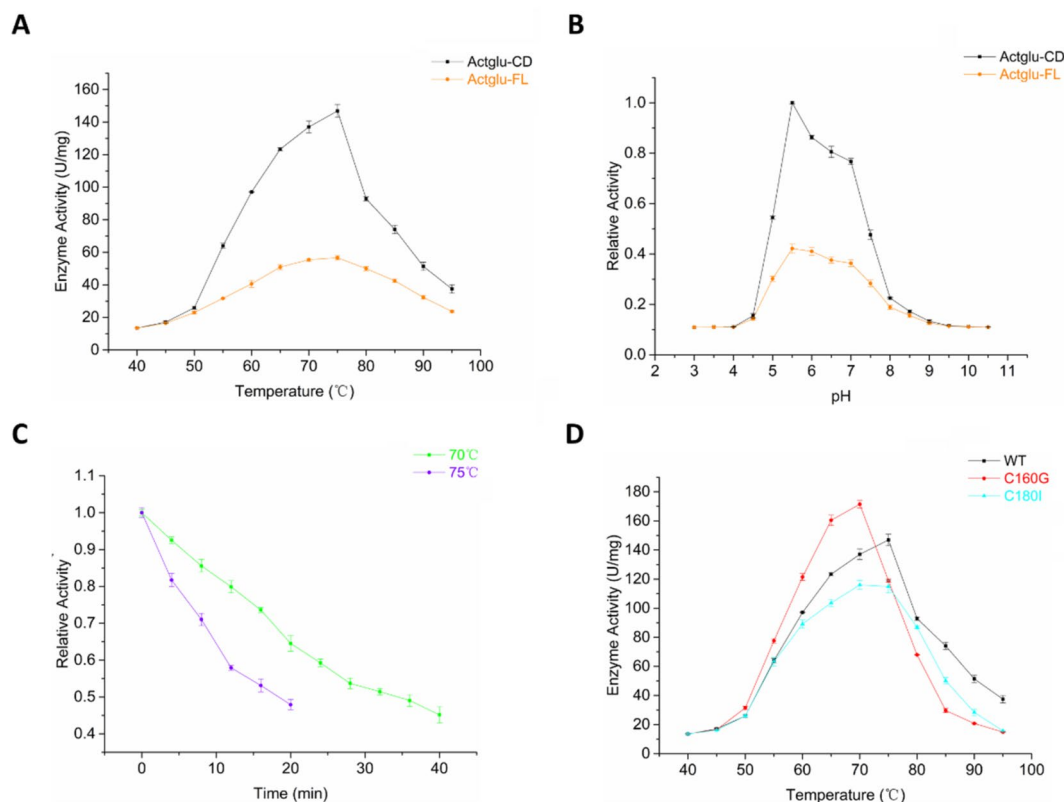 A
Actglu-CD
Actglu-FL
160
140
120
100
80
60
40
20
0
Enzyme Activity (U/mg)
40 50 60 70 80 90 100
Temperature (℃)
B
Actglu-CD
Actglu-FL
1.0
0.8
0.6
0.4
0.2
0.0
Relative Activity
2 3 4 5 6 7 8 9 10 11
pH
C
70℃
75℃
1.1
1.0
0.9
0.8
0.7
0.6
0.5
0.4
Relative Activity
0 10 20 30 40
Time (min)
D
WT
C160G
C180I
180
160
140
120
100
80
60
40
20
0
Enzyme Activity (U/mg)
40 50 60 70 80 90 100
Temperature (℃)